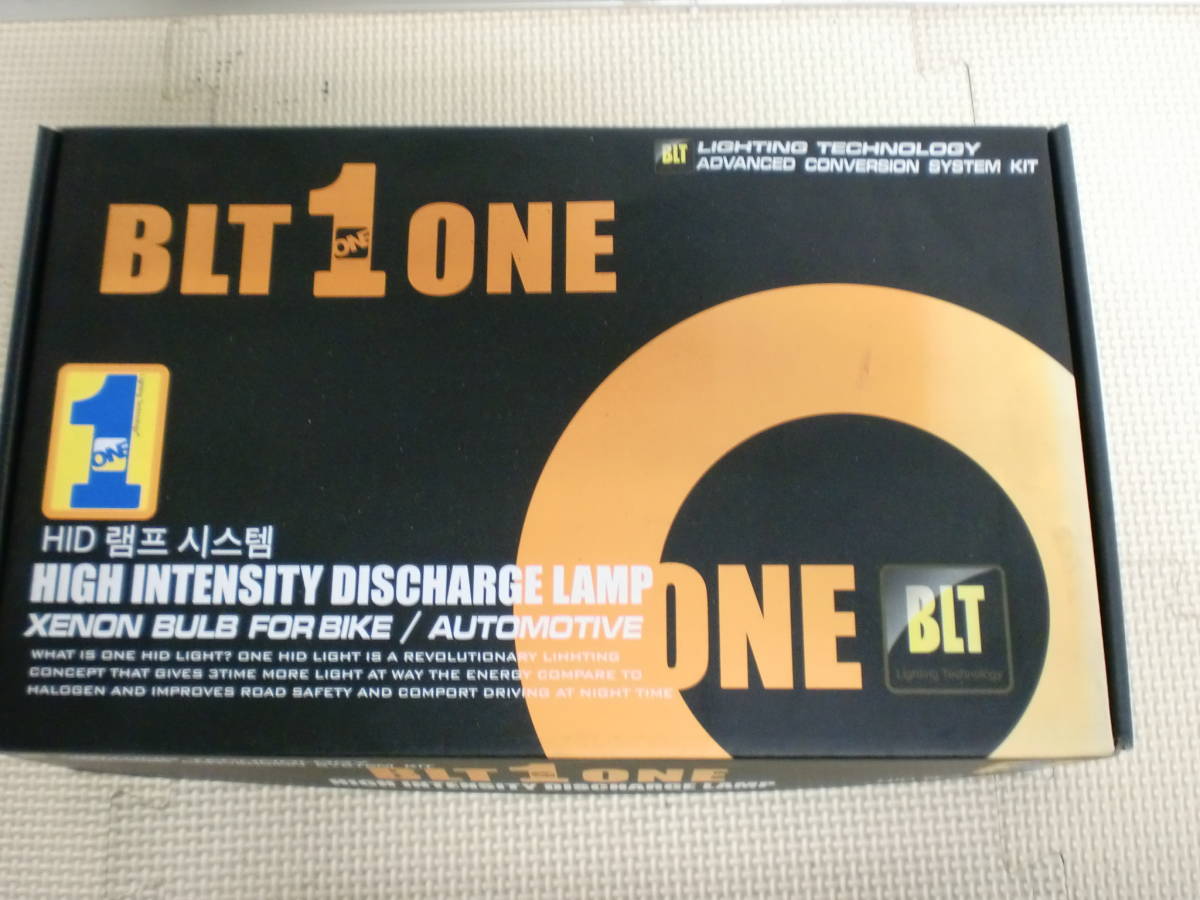 BLT LIGHTING TECHNOLOGY
ADVANCED CONVERSION SYSTEM KIT
BLT 1 ONE
ONE
1
ONE
HID 램프 시스템
HIGH INTENSITY DISCHARGE LAMP
XENON BULB FOR BIKE / AUTOMOTIVE
WHAT IS ONE HID LIGHT? ONE HID LIGHT IS A REVOLUTIONARY LIHHTING
CONCEPT THAT GIVES 3TIME MORE LIGHT AT WAY THE ENERGY COMPARE TO
HALOGEN AND IMPROVES ROAD SAFETY AND COMPORT DRIVING AT NIGHT TIME
ONE
BLT
Lighting Technology
BLT 1 ONE
HIGH INTENSITY DISCHARGE LAMP